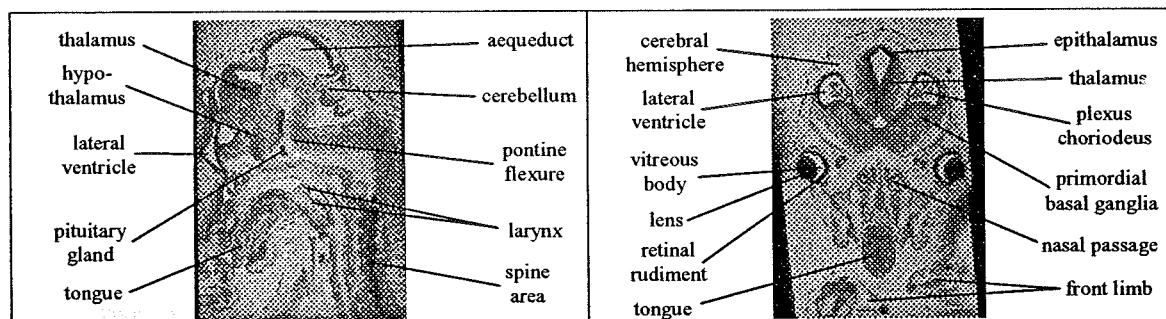 thalamus
hypo-
thalamus
lateral
ventricle
pituitary
gland
tongue
aequeduct
cerebellum
pontine
flexure
larynx
spine
area
cerebral
hemisphere
lateral
ventricle
vitreous
body
lens
retinal
rudiment
tongue
epithalamus
thalamus
plexus
choriodeus
primordial
basal ganglia
nasal passage
front limb